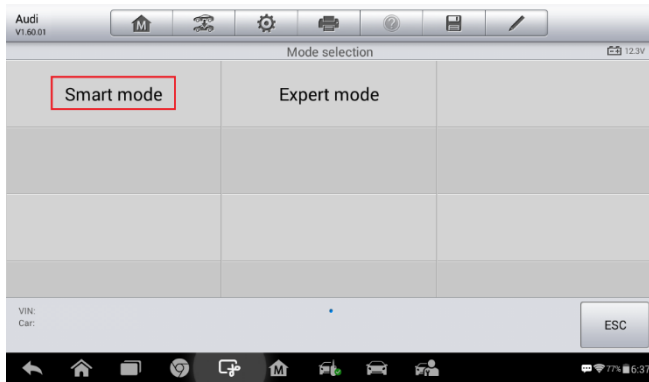 Audi
V1.60.01
Mode selection
12.3V
Smart mode
Expert mode
VIN:
Car:
ESC
77% 6:37